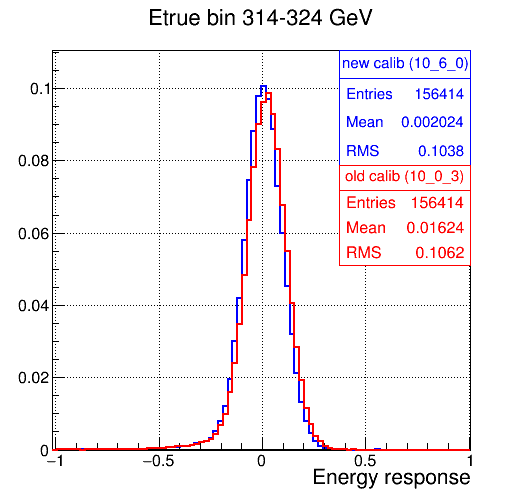 Etrue bin 314-324 GeV
new calib (10_6_0)
Entries 156414
Mean 0.002024
RMS 0.1038
old calib (10_0_3)
Entries 156414
Mean 0.01624
RMS 0.1062
0.1
0.08
0.06
0.04
0.02
0
−1 −0.5 0 0.5 1
Energy response